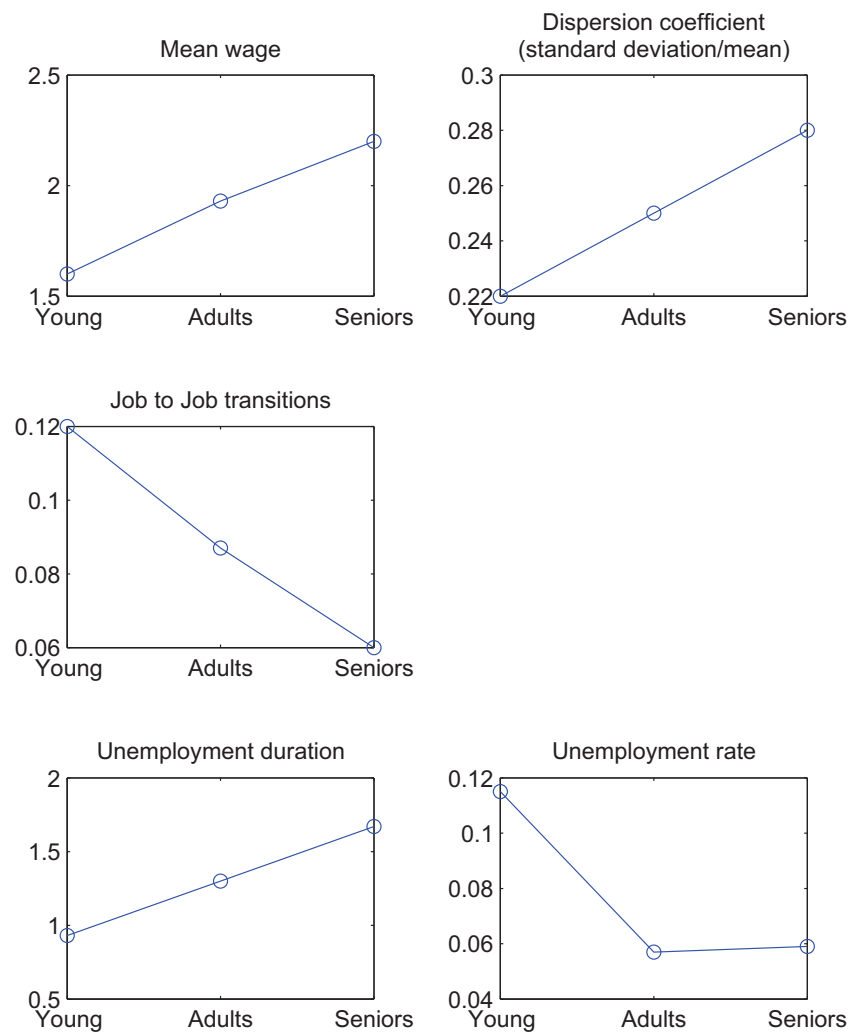 Mean wage
2.5
2
1.5
Young Adults Seniors
Dispersion coefficient
(standard deviation/mean)
0.3
0.28
0.26
0.24
0.22
Young Adults Seniors
Job to Job transitions
0.12
0.1
0.08
0.06
Young Adults Seniors
Unemployment duration
2
1.5
1
0.5
Young Adults Seniors
Unemployment rate
0.12
0.1
0.08
0.06
0.04
Young Adults Seniors